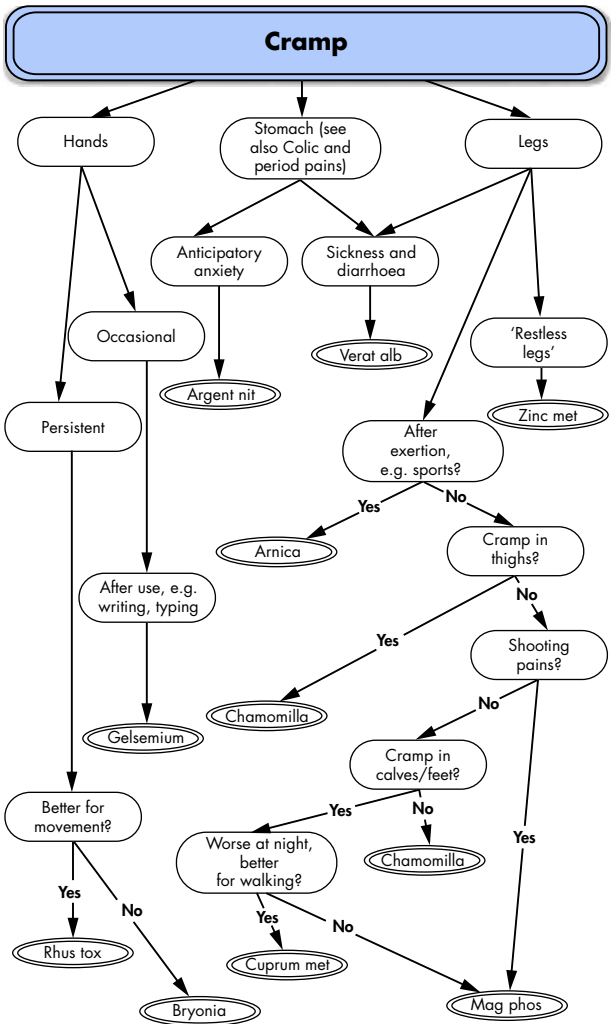 Cramp
Hands
Stomach (see
also Colic and
period pains)
Legs
Anticipatory
anxiety
Sickness and
diarrhoea
Occasional
'Restless
legs'
Verat alb
Argent nit
Zinc met
Persistent
After
exertion,
e.g. sports?
Yes
No
Arnica
Cramp in
thighs?
After use, e.g.
writing, typing
No
Yes
Shooting
pains?
Chamomilla
No
Gelsemium
Cramp in
calves/feet?
Better for
movement?
Yes
No
Yes
Worse at night,
better
for walking?
Chamomilla
Yes
No
Yes
No
Rhus tox
Cuprum met
Bryonia
Mag phos